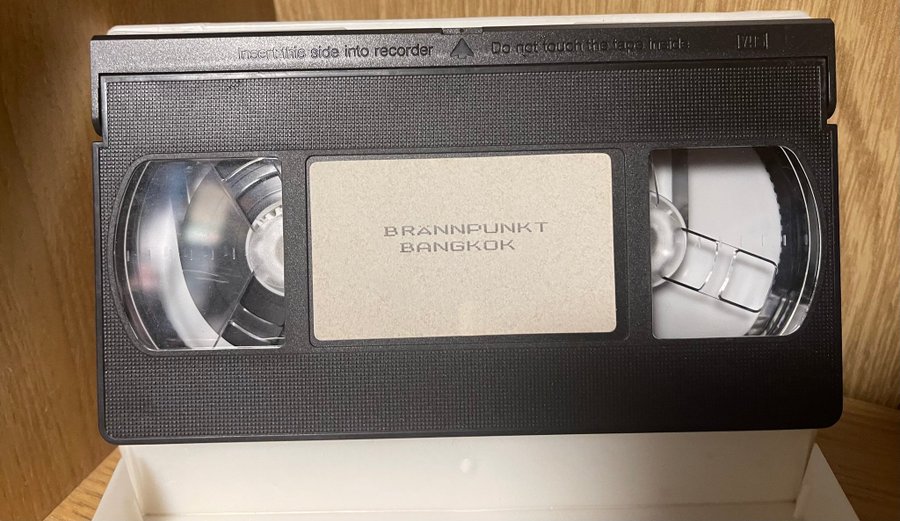 Insert this side into recorder Do not touch the tape inside VHS
BRÄNNPUNKT
BANGKOK